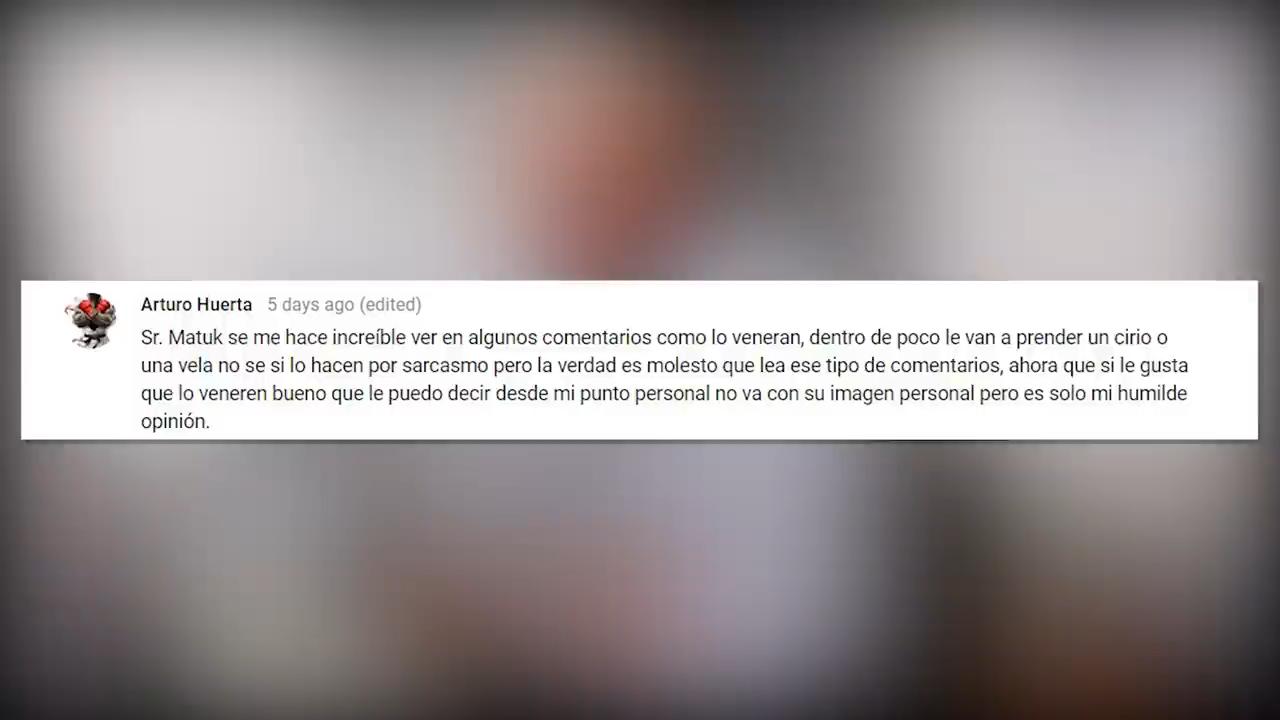 Arturo Huerta 5 days ago (edited)
Sr. Matuk se me hace increíble ver en algunos comentarios como lo veneran, dentro de poco le van a prender un cirio o
una vela no se si lo hacen por sarcasmo pero la verdad es molesto que lea ese tipo de comentarios, ahora que si le gusta
que lo veneren bueno que le puedo decir desde mi punto personal no va con su imagen personal pero es solo mi humilde
opinión.